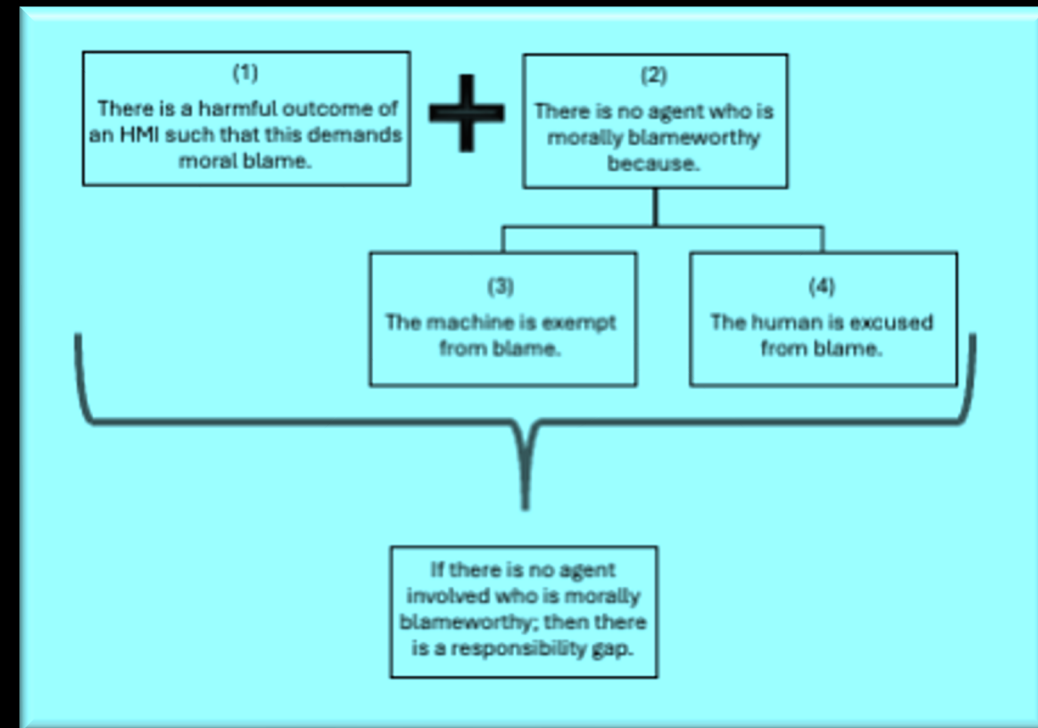 (1)
There is a harmful outcome of
an HMI such that this demands
moral blame.
(2)
There is no agent who is
morally blameworthy
because.
(3)
The machine is exempt
from blame.
(4)
The human is excused
from blame.
If there is no agent
involved who is morally
blameworthy; then there
is a responsibility gap.